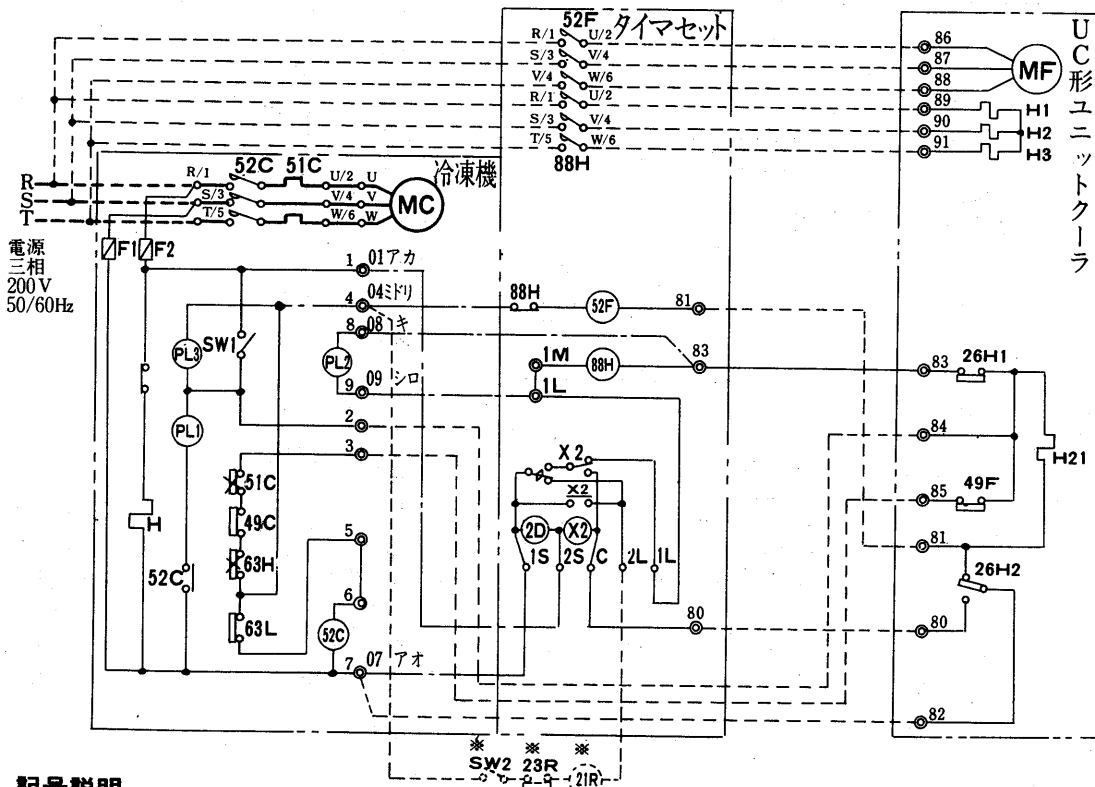 52F タイマセット
R/1 U/2
S/3 V/4
V/4 W/6
R/1 U/2
S/3 V/4
T/5 W/6
88H
UC形ユニットクーラ
86
87
88
MF
89 H1
90 H2
91 H3
52C 51C 冷凍機
R/1 U/2 U
S/3 V/4 V
T/5 W/6 W
MC
R
S
T
電源
三相
200V
50/60Hz
F1 F2
1 01アカ
4 04ミドリ 88H 52F 81
8 08キ
PL3 SW1 PL2
9 09シロ
1M 88H 83
1L
83 26H1
PL1
2
3
84
H21
51C
X2
X2
85 49F
49C
2D X2
H
5
63H
1S 2S C 2L 1L
81
26H2
52C
6
63L
52C
80
80
7 07 アオ
82
※ ※ ※
SW2 23R 21R
記号説明